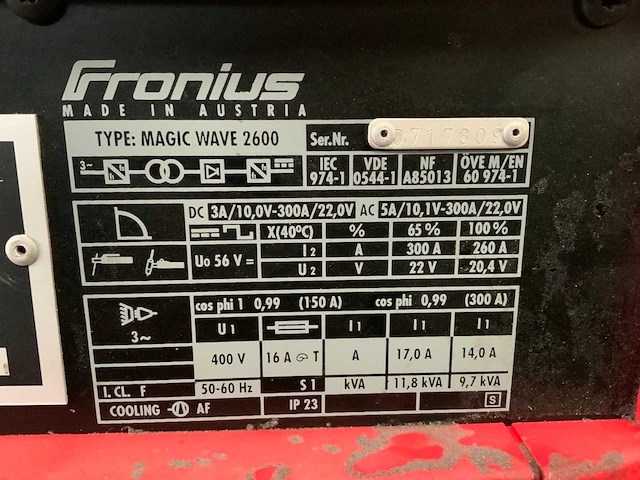 Fronius
MADE IN AUSTRIA
TYPE: MAGIC WAVE 2600 Ser.Nr.
3~ IEC 974-1 VDE 0544-1 NF A85013 ÖVE M/EN 60 974-1
DC 3A/10,0V-300A/22,0V AC 5A/10,1V-300A/22,0V
X(40°C) % 65% 100%
U0 56 V= I2 A 300 A 260 A
U2 V 22 V 20,4 V
cos phi 1 0,99 (150 A) cos phi 0,99 (300 A)
3~ U1 I1 I1 I1
400 V 16 A T A 17,0 A 14,0 A
I. CL. F 50-60 Hz S1 kVA 11,8 kVA 9,7 kVA
COOLING AF IP 23 S